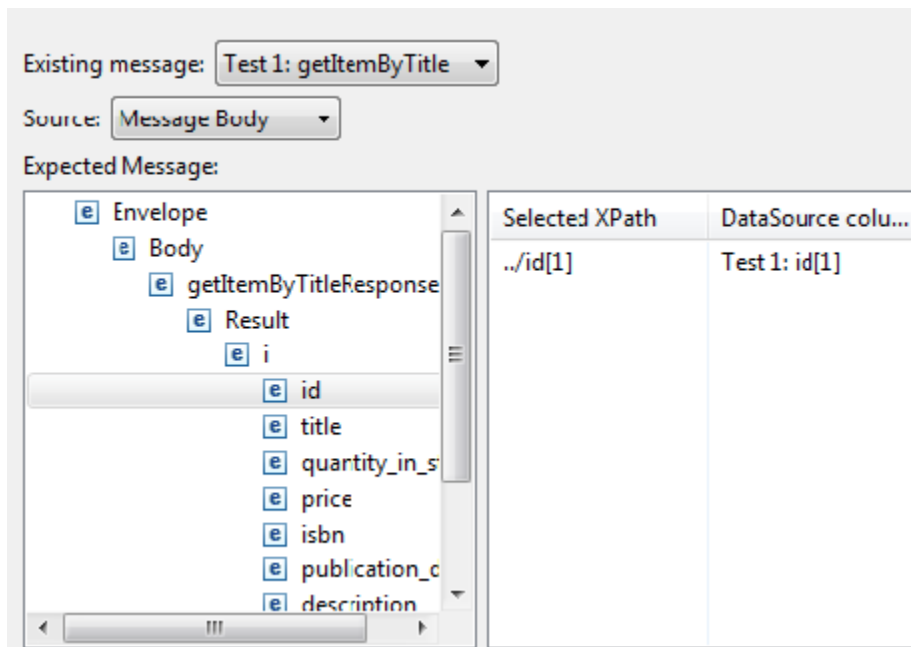 Existing message: Test 1: getItemByTitle
Source: Message Body
Expected Message:
e Envelope
e Body
e getItemByTitleResponse
e Result
e i
e id
e title
e quantity_in_s
e price
e isbn
e publication_d
e description
Selected XPath DataSource colu...
../id[1] Test 1: id[1]